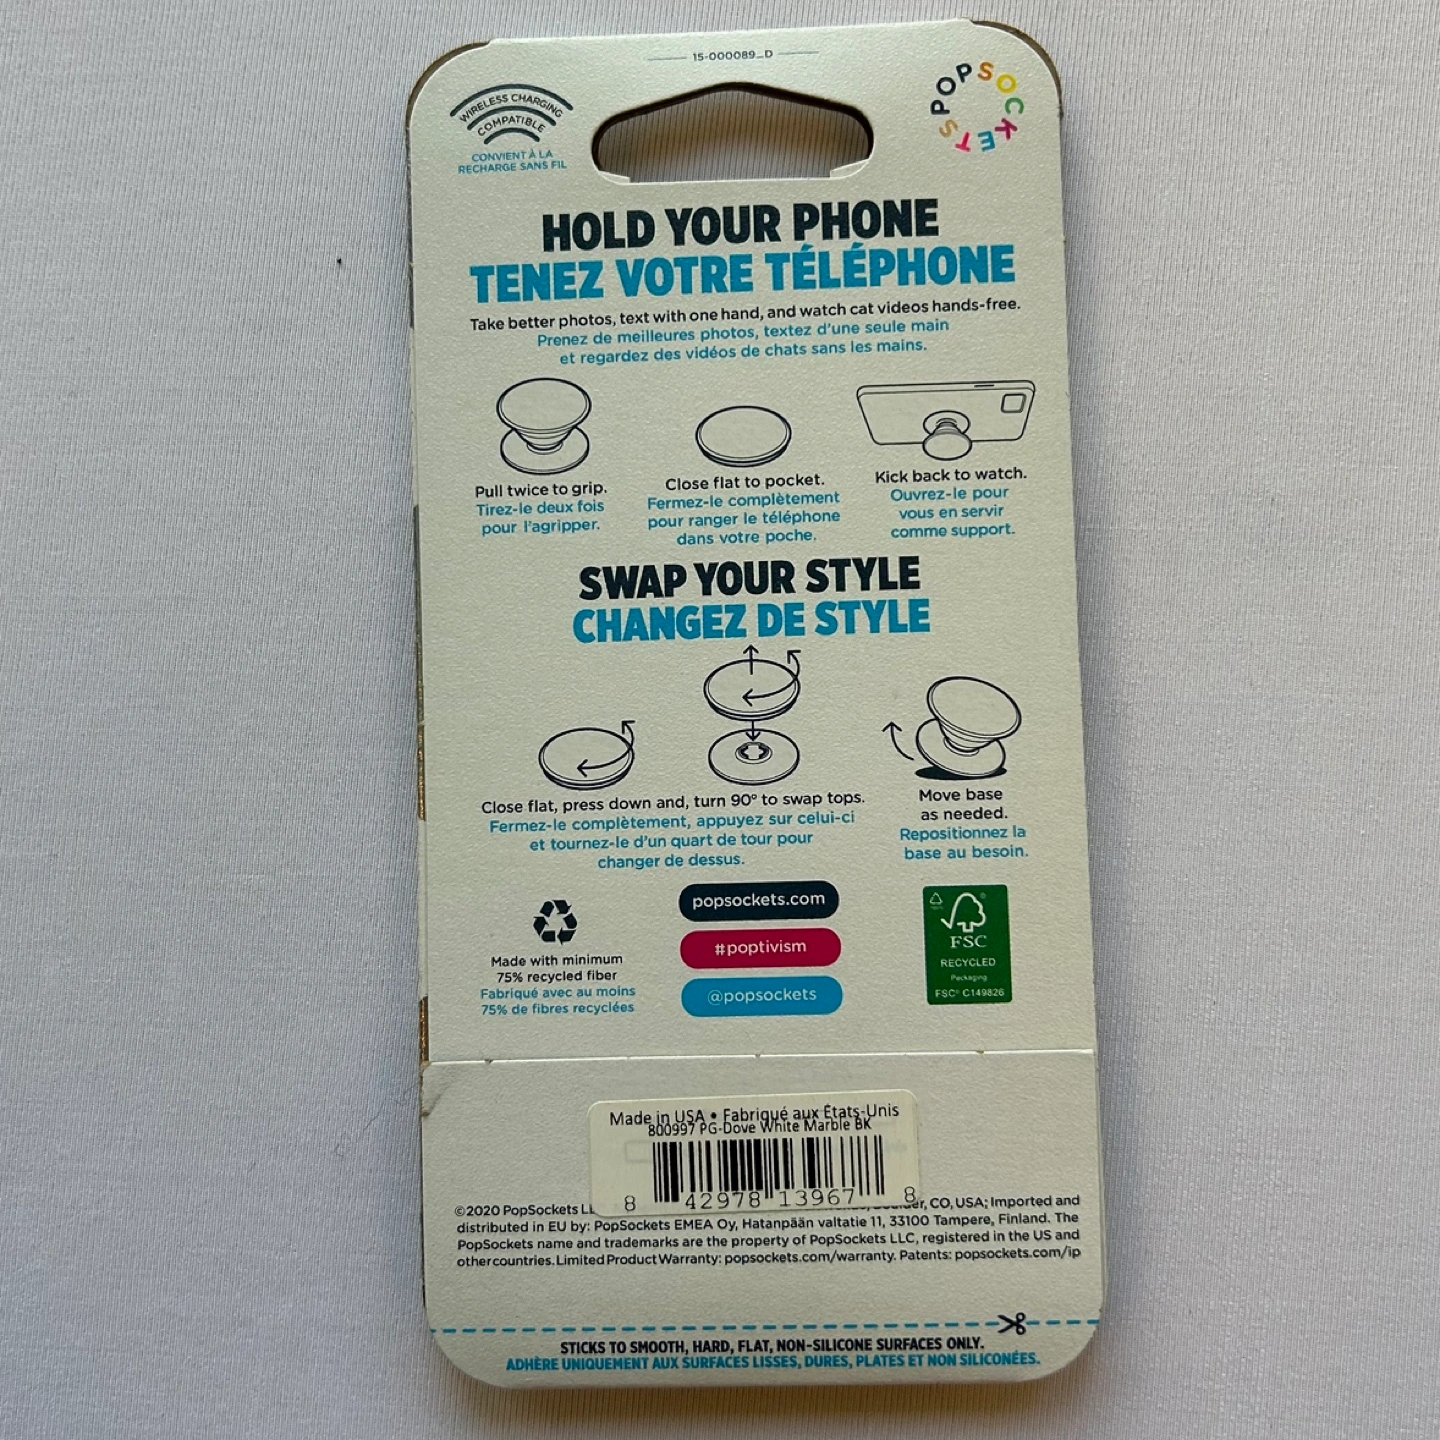 15-000089_D
WIRELESS CHARGING
COMPATIBLE
CONVIENT À LA
RECHARGE SANS FIL
POPSOCKETS
HOLD YOUR PHONE
TENEZ VOTRE TÉLÉPHONE
Take better photos, text with one hand, and watch cat videos hands-free.
Prenez de meilleures photos, textez d'une seule main
et regardez des vidéos de chats sans les mains.
Pull twice to grip.
Tirez-le deux fois
pour l'agripper.
Close flat to pocket.
Fermez-le complètement
pour ranger le téléphone
dans votre poche.
Kick back to watch.
Ouvrez-le pour
vous en servir
comme support.
SWAP YOUR STYLE
CHANGEZ DE STYLE
Close flat, press down and, turn 90° to swap tops.
Fermez-le complètement, appuyez sur celui-ci
et tournez-le d'un quart de tour pour
changer de dessus.
Move base
as needed.
Repositionnez la
base au besoin.
Made with minimum
75% recycled fiber
Fabriqué avec au moins
75% de fibres recyclées
popsockets.com
#poptivism
@popsockets
FSC
RECYCLED
Packaging
FSC® C149826
Made in USA • Fabriqué aux États-Unis
800997 PG-Dove White Marble BK
8 42978 13967 8
©2020 PopSockets CO, USA; Imported and
distributed in EU by: PopSockets EMEA Oy, Hatanpään valtatie 11, 33100 Tampere, Finland. The
PopSockets name and trademarks are the property of PopSockets LLC, registered in the US and
other countries. Limited Product Warranty: popsockets.com/warranty. Patents: popsockets.com/ip
STICKS TO SMOOTH, HARD, FLAT, NON-SILICONE SURFACES ONLY.
ADHÈRE UNIQUEMENT AUX SURFACES LISSES, DURES, PLATES ET NON SILICONÉES.